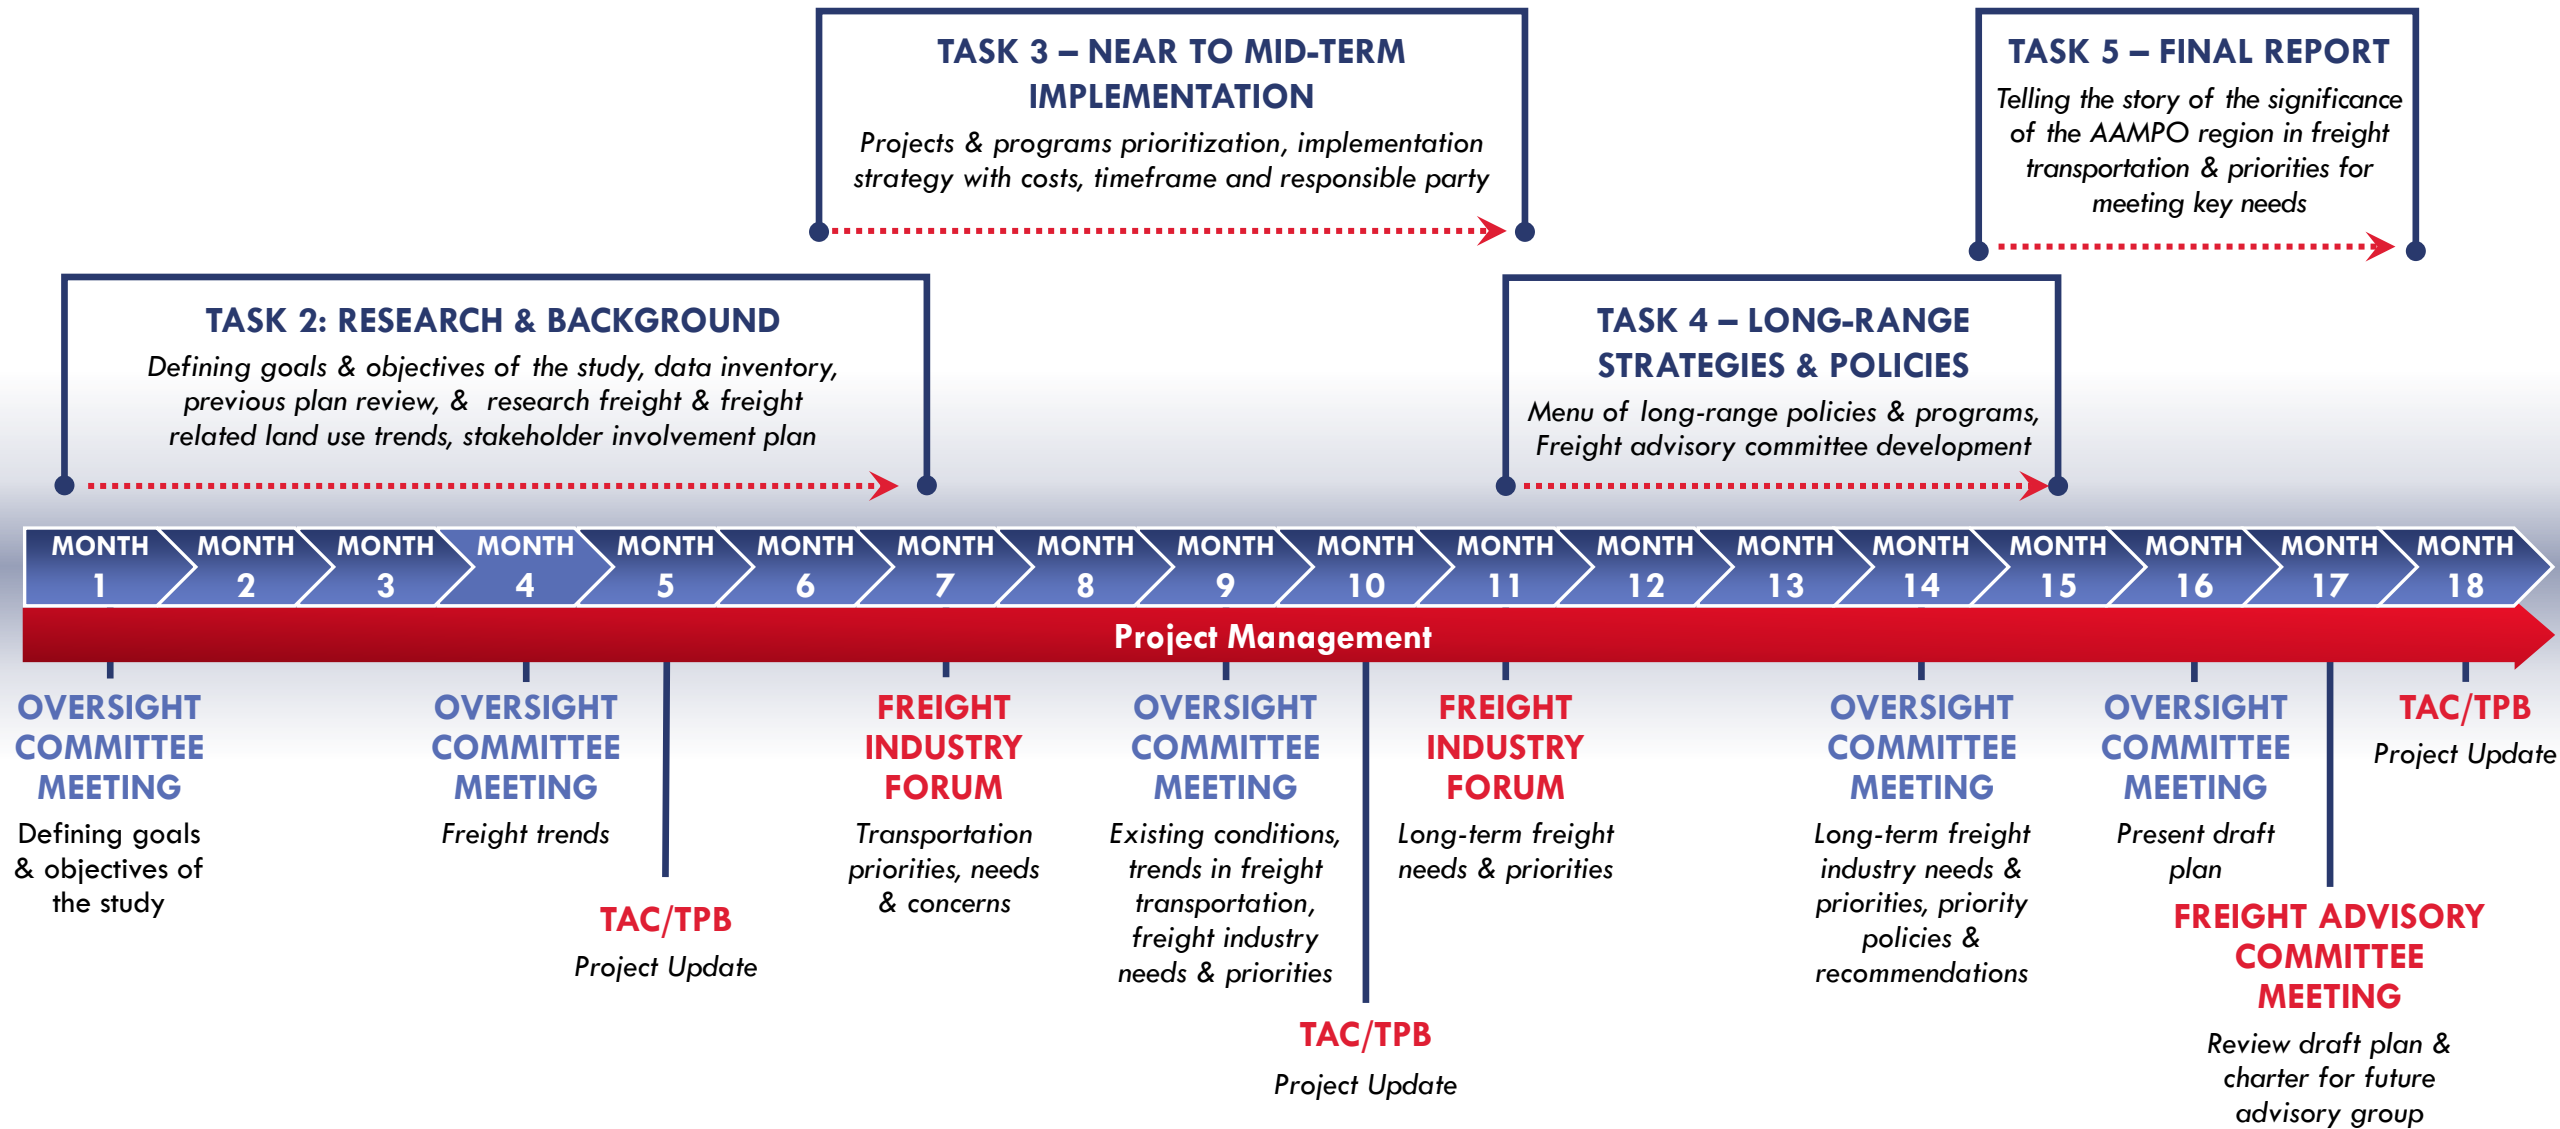 TASK 3 – NEAR TO MID-TERM
IMPLEMENTATION
Projects & programs prioritization, implementation
strategy with costs, timeframe and responsible party
TASK 5 – FINAL REPORT
Telling the story of the significance
of the AAMPO region in freight
transportation & priorities for
meeting key needs
TASK 2: RESEARCH & BACKGROUND
Defining goals & objectives of the study, data inventory,
previous plan review, & research freight & freight
related land use trends, stakeholder involvement plan
TASK 4 – LONG-RANGE
STRATEGIES & POLICIES
Menu of long-range policies & programs,
Freight advisory committee development
MONTH
1
MONTH
2
MONTH
3
MONTH
4
MONTH
5
MONTH
6
MONTH
7
MONTH
8
MONTH
9
MONTH
10
MONTH
11
MONTH
12
MONTH
13
MONTH
14
MONTH
15
MONTH
16
MONTH
17
MONTH
18
Project Management
OVERSIGHT
COMMITTEE
MEETING
Defining goals
& objectives of
the study
OVERSIGHT
COMMITTEE
MEETING
Freight trends
TAC/TPB
Project Update
FREIGHT
INDUSTRY
FORUM
Transportation
priorities, needs
& concerns
OVERSIGHT
COMMITTEE
MEETING
Existing conditions,
trends in freight
transportation,
freight industry
needs & priorities
TAC/TPB
Project Update
FREIGHT
INDUSTRY
FORUM
Long-term freight
needs & priorities
OVERSIGHT
COMMITTEE
MEETING
Long-term freight
industry needs &
priorities, priority
policies &
recommendations
OVERSIGHT
COMMITTEE
MEETING
Present draft
plan
FREIGHT ADVISORY
COMMITTEE
MEETING
Review draft plan &
charter for future
advisory group
TAC/TPB
Project Update